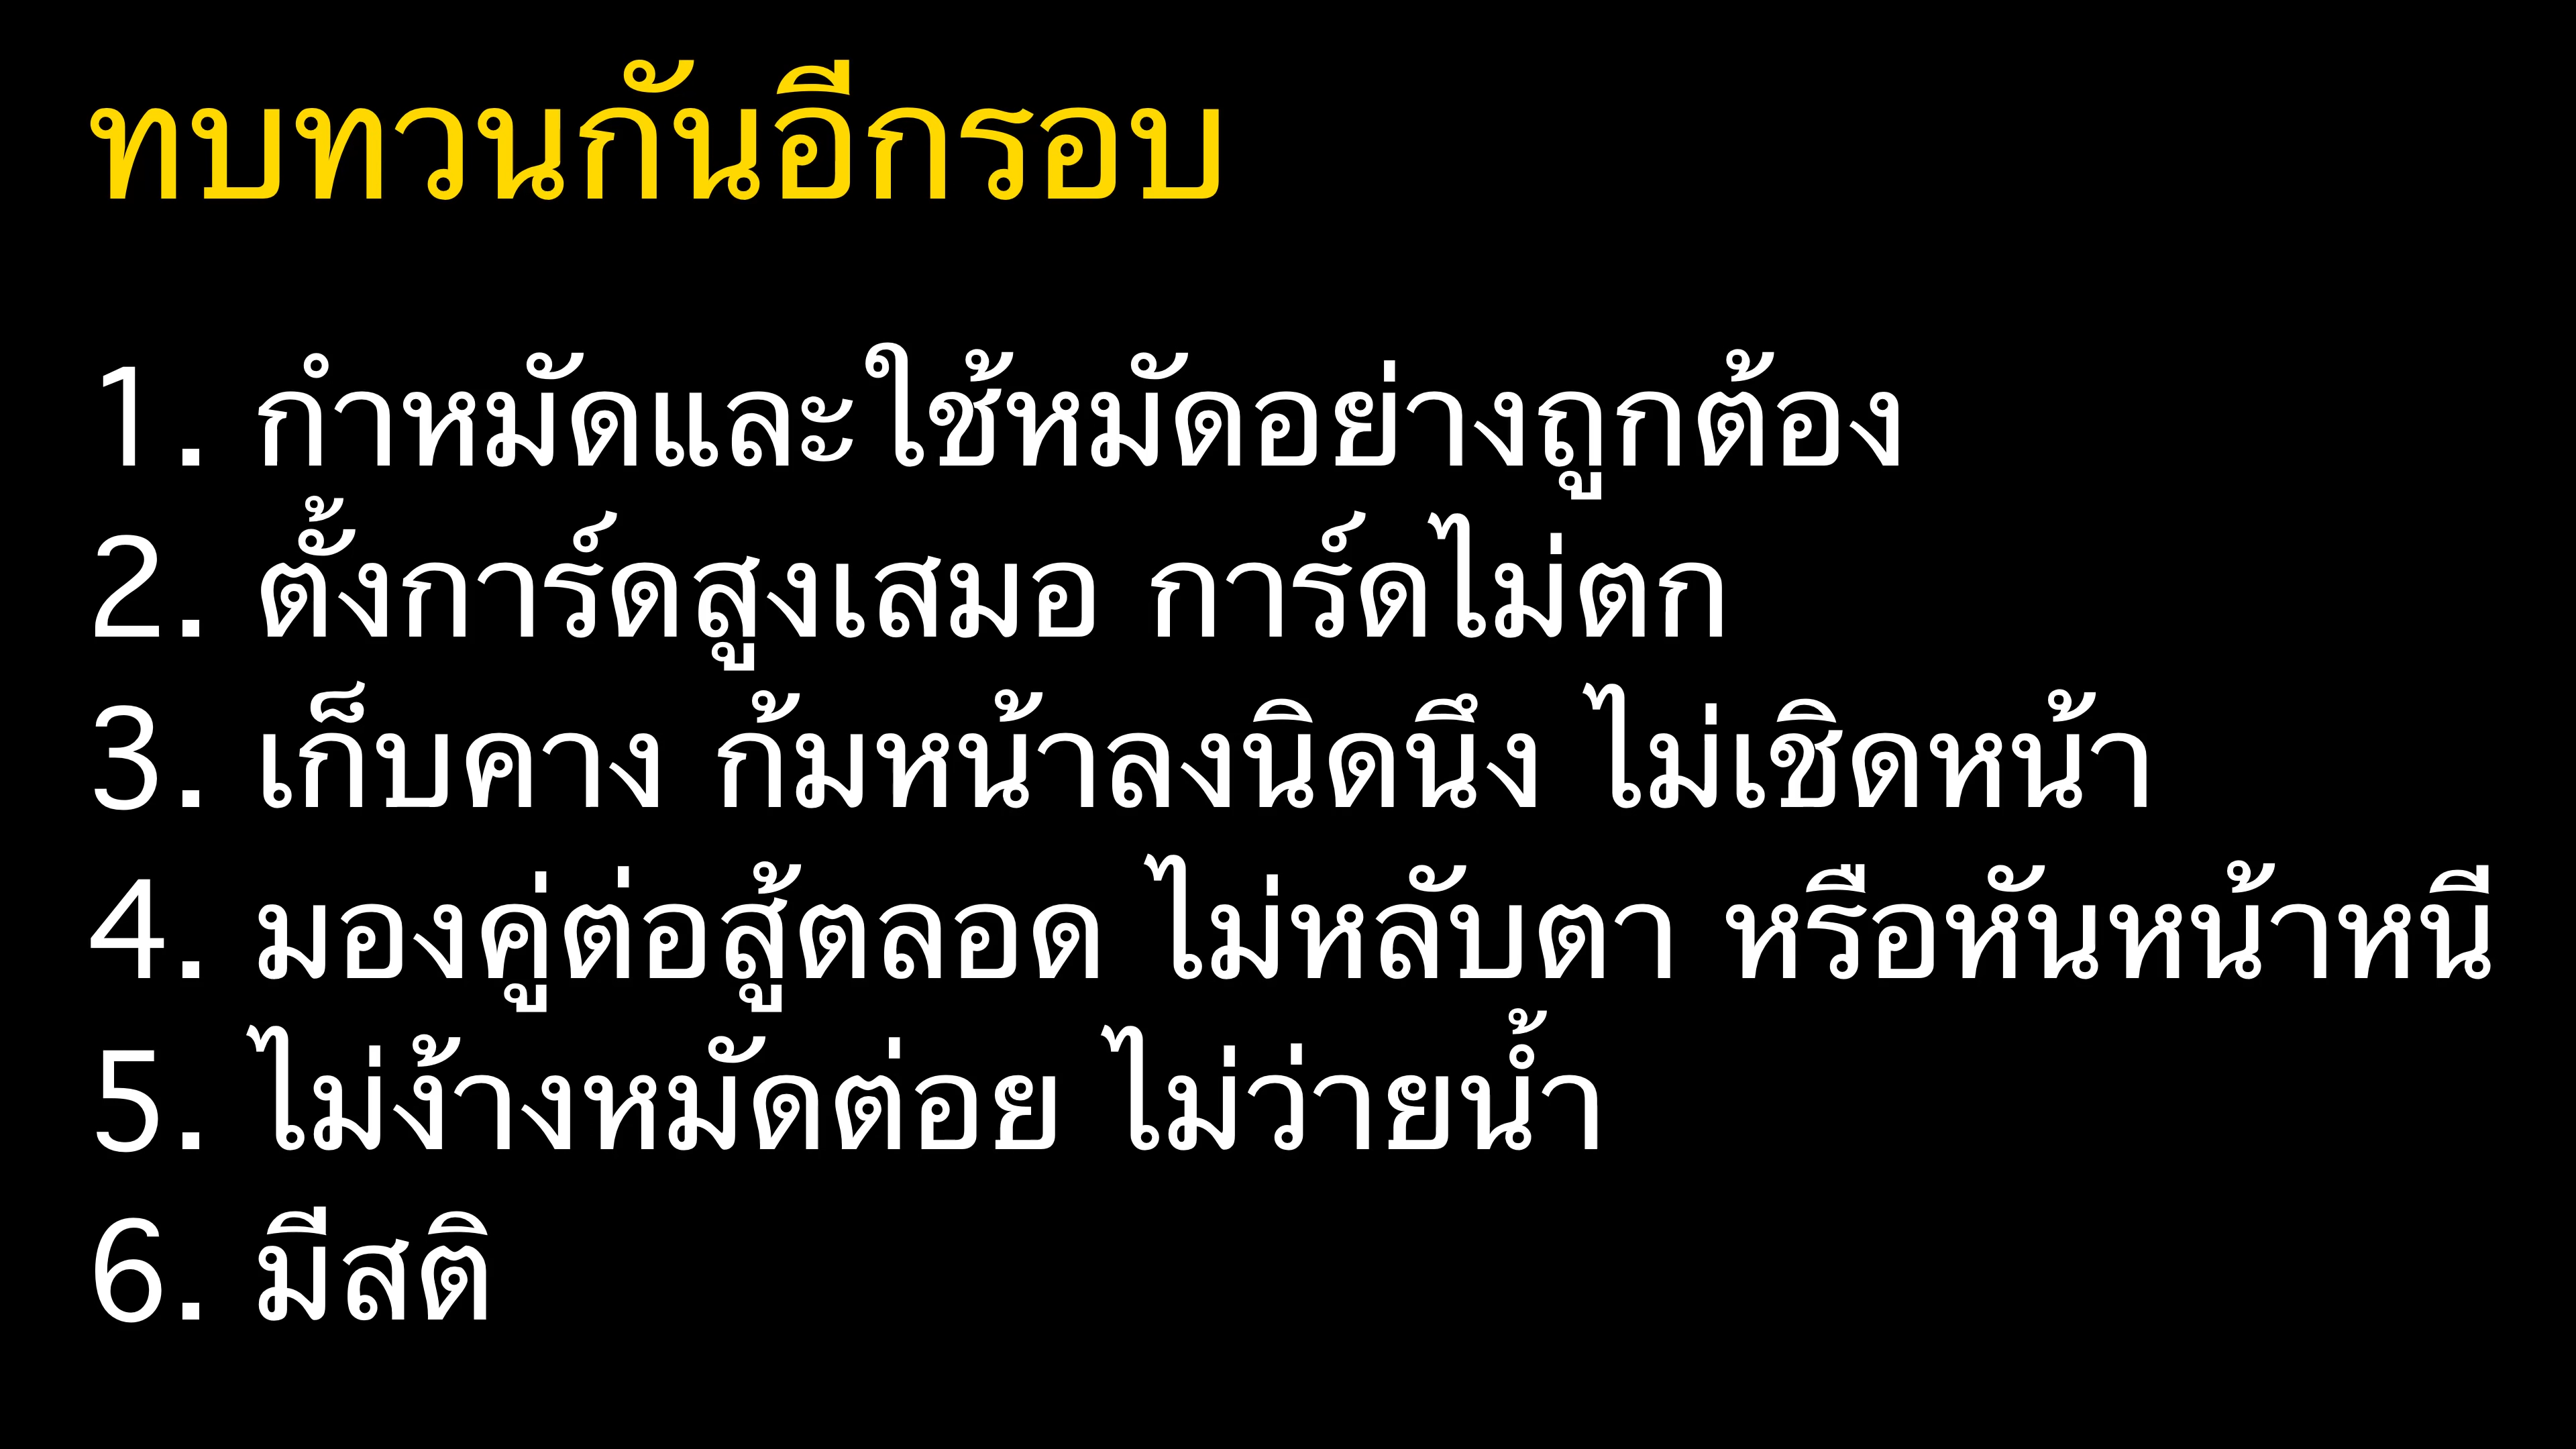 ทบทวนกันอีกรอบ
1. กำหมัดและใช้หมัดอย่างถูกต้อง
2. ตั้งการ์ดสูงเสมอ การ์ดไม่ตก
3. เก็บคาง ก้มหน้าลงนิดนึง ไม่เชิดหน้า
4. มองคู่ต่อสู้ตลอด ไม่หลับตา หรือหันหน้าหนี
5. ไม่ง้างหมัดต่อย ไม่ว่ายน้ำ
6. มีสติ